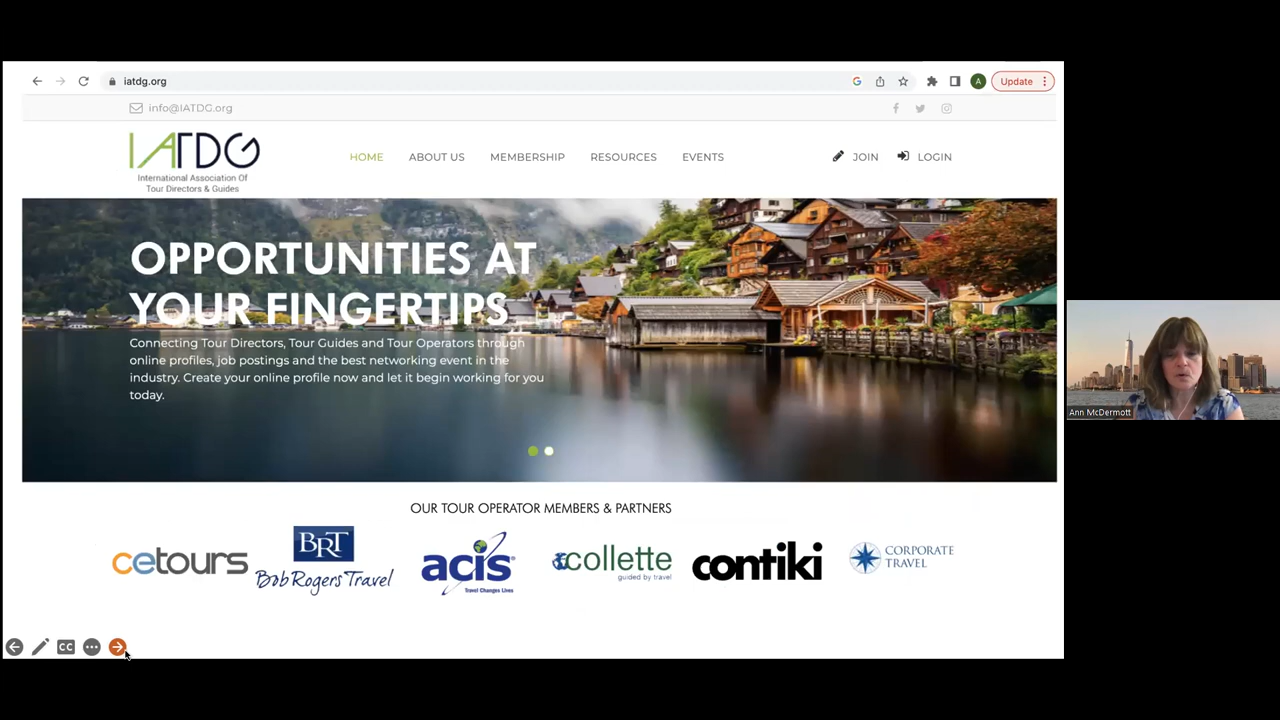 iatdg.org
A
Update
info@IATDG.org
IATDG
International Association Of
Tour Directors & Guides
HOME
ABOUT US
MEMBERSHIP
RESOURCES
EVENTS
JOIN
LOGIN
OPPORTUNITIES AT
YOUR FINGERTIPS
Connecting Tour Directors, Tour Guides and Tour Operators through
online profiles, job postings and the best networking event in the
industry. Create your online profile now and let it begin working for you
today.
Ann McDermott
OUR TOUR OPERATOR MEMBERS & PARTNERS
cetours
BRT
Bob Rogers Travel
acis
Travel Changes Lives
collette
guided by travel
contiki
CORPORATE
TRAVEL
CC